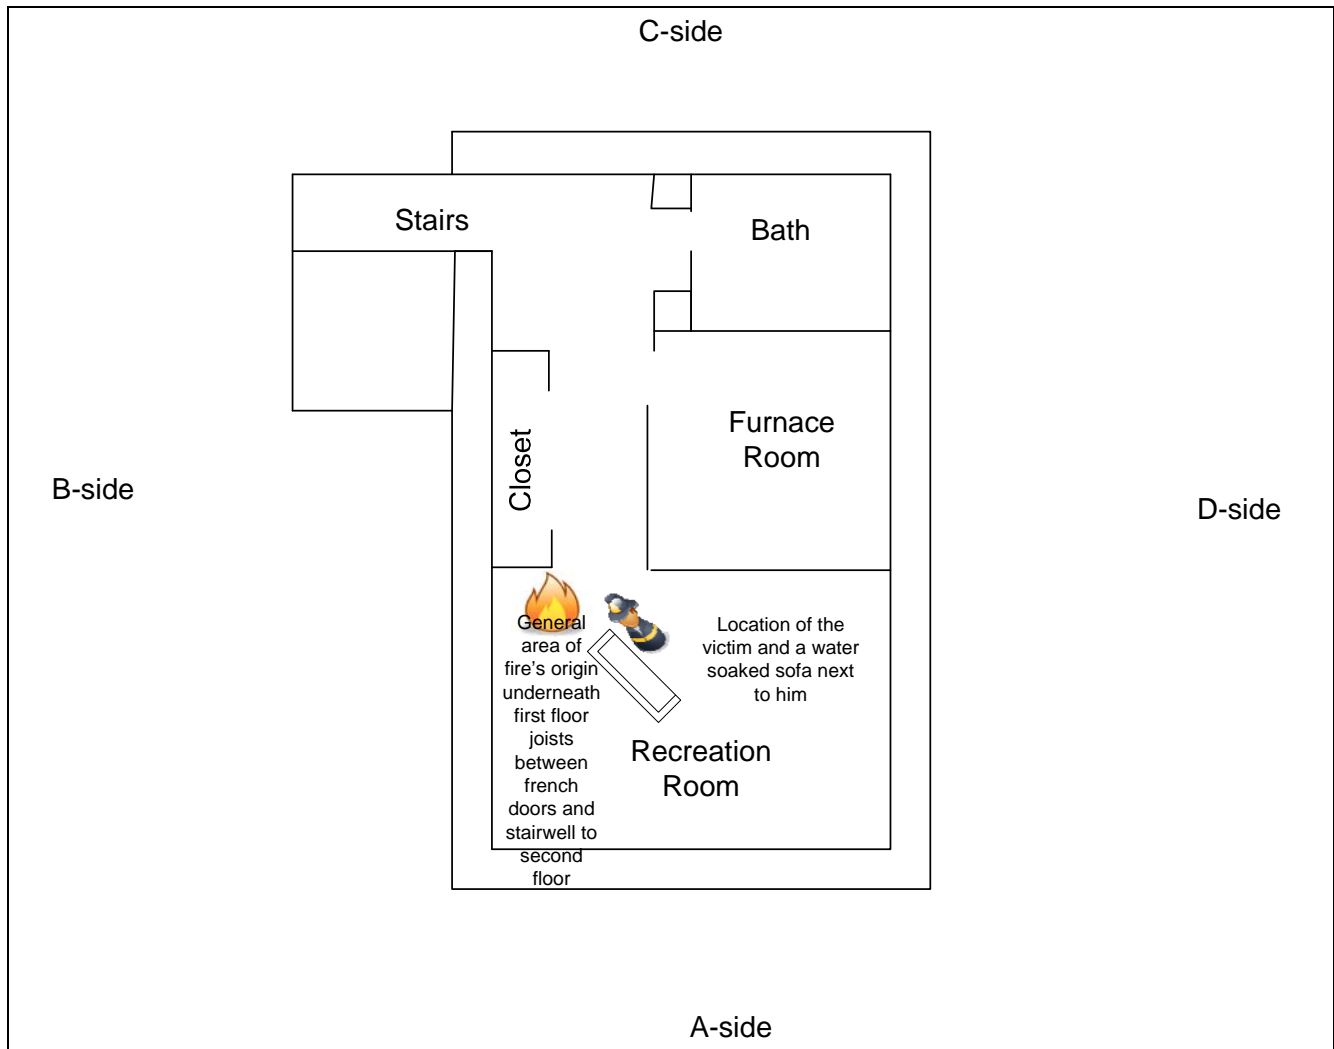 C-side
Stairs
Bath
Furnace
Room
Closet
B-side
D-side
General
area of
fire's origin
underneath
first floor
joists
between
french
doors and
stairwell to
second
floor
Location of the
victim and a water
soaked sofa next
to him
Recreation
Room
A-side